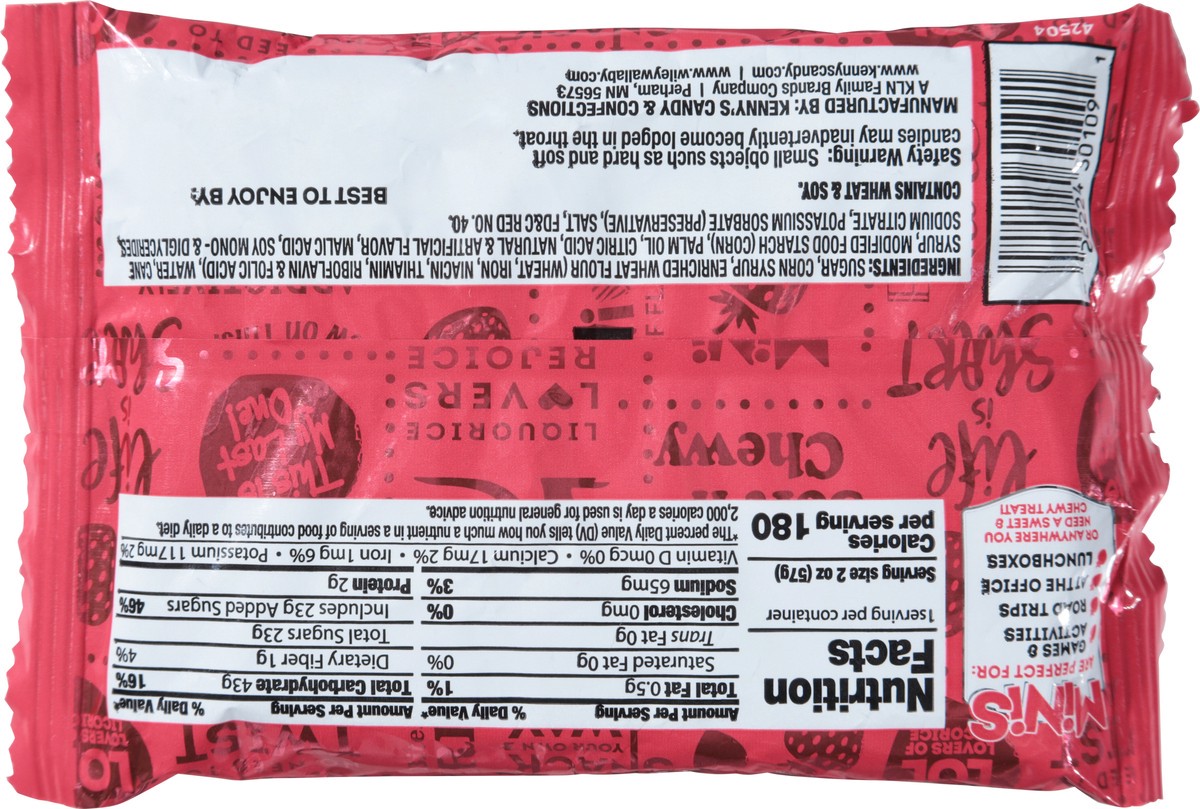 Nutrition
Facts
1 serving per container
Serving size 2 oz (57g)
Calories
per serving 180
Amount Per Serving % Daily Value*
Total Fat 0.5g 1%
Saturated Fat 0g 0%
Trans Fat 0g
Cholesterol 0mg 0%
Sodium 65mg 3%
Amount Per Serving % Daily Value*
Total Carbohydrate 43g 16%
Dietary Fiber 1g 4%
Total Sugars 23g
Includes 23g Added Sugars 46%
Protein 2g
Vitamin D 0mcg 0% • Calcium 17mg 2% • Iron 1mg 6% • Potassium 117mg 2%
*The percent Daily Value (DV) tells you how much a nutrient in a serving of food contributes to a daily diet.
2,000 calories a day is used for general nutrition advice.
MiNiS
ARE PERFECT FOR:
GAMES &
ACTIVITIES
ROAD TRIPS
AT THE OFFICE
LUNCHBOXES
OR ANYWHERE YOU
NEED A SWEET &
CHEWY TREAT!
LOVERS OF
YOUR OWN
WAY
life
is
Short
Chewy
LIQUORICE
L♥VERS
REJOICE
This is
My Last
One!
life
is
Sweet
MiNi
INGREDIENTS: SUGAR, CORN SYRUP, ENRICHED WHEAT FLOUR (WHEAT, IRON, NIACIN, THIAMIN, RIBOFLAVIN & FOLIC ACID), WATER, CANE
SYRUP, MODIFIED FOOD STARCH (CORN), PALM OIL, CITRIC ACID, NATURAL & ARTIFICIAL FLAVOR, MALIC ACID, SOY MONO- & DIGLYCERIDES,
SODIUM CITRATE, POTASSIUM SORBATE (PRESERVATIVE), SALT, FD&C RED NO. 40.
CONTAINS WHEAT & SOY.
BEST TO ENJOY BY:
Safety Warning: Small objects such as hard and soft
candies may inadvertently become lodged in the throat.
MANUFACTURED BY: KENNY'S CANDY & CONFECTIONS
A KLN Family Brands Company | Perham, MN 56573
www.kennyscandy.com | www.wileywallaby.com
30109 1
42504